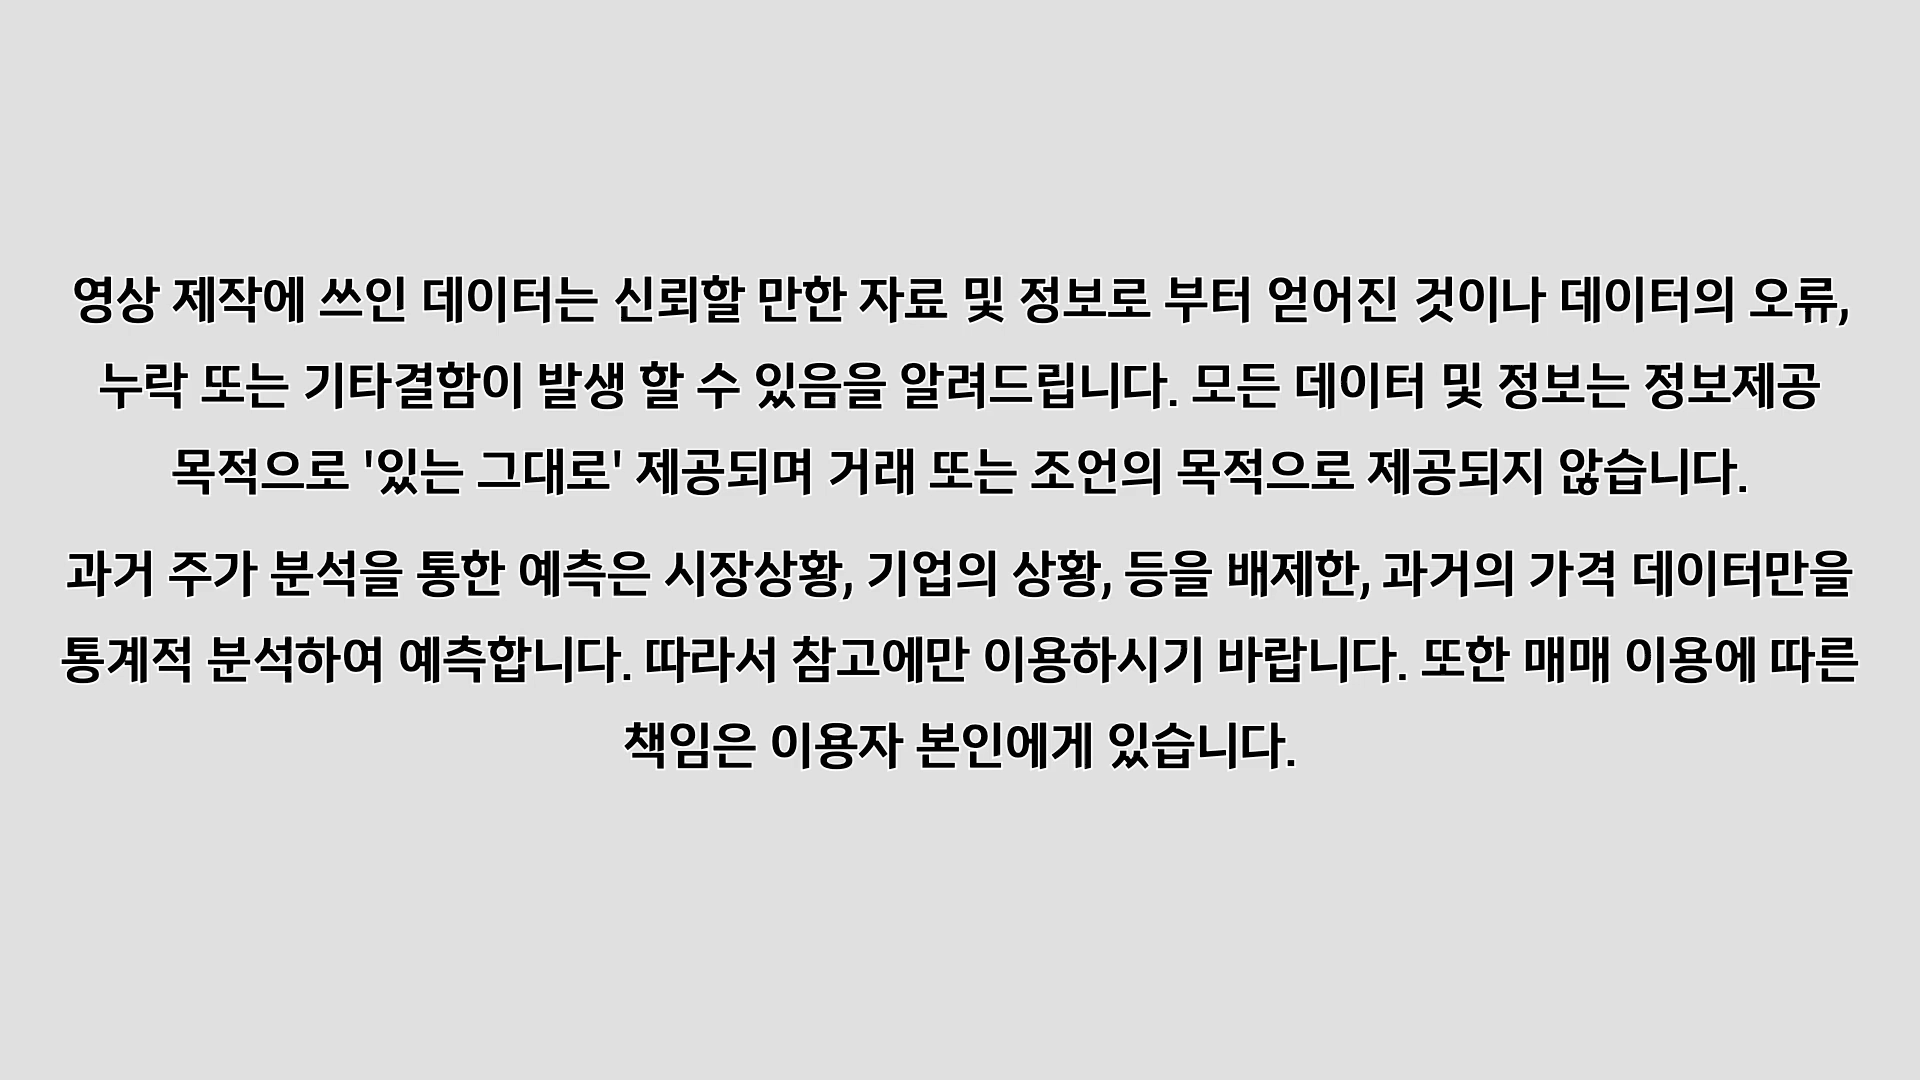 영상 제작에 쓰인 데이터는 신뢰할 만한 자료 및 정보로 부터 얻어진 것이나 데이터의 오류,
누락 또는 기타결함이 발생 할 수 있음을 알려드립니다. 모든 데이터 및 정보는 정보제공
목적으로 '있는 그대로' 제공되며 거래 또는 조언의 목적으로 제공되지 않습니다.
과거 주가 분석을 통한 예측은 시장상황, 기업의 상황, 등을 배제한, 과거의 가격 데이터만을
통계적 분석하여 예측합니다. 따라서 참고에만 이용하시기 바랍니다. 또한 매매 이용에 따른
책임은 이용자 본인에게 있습니다.